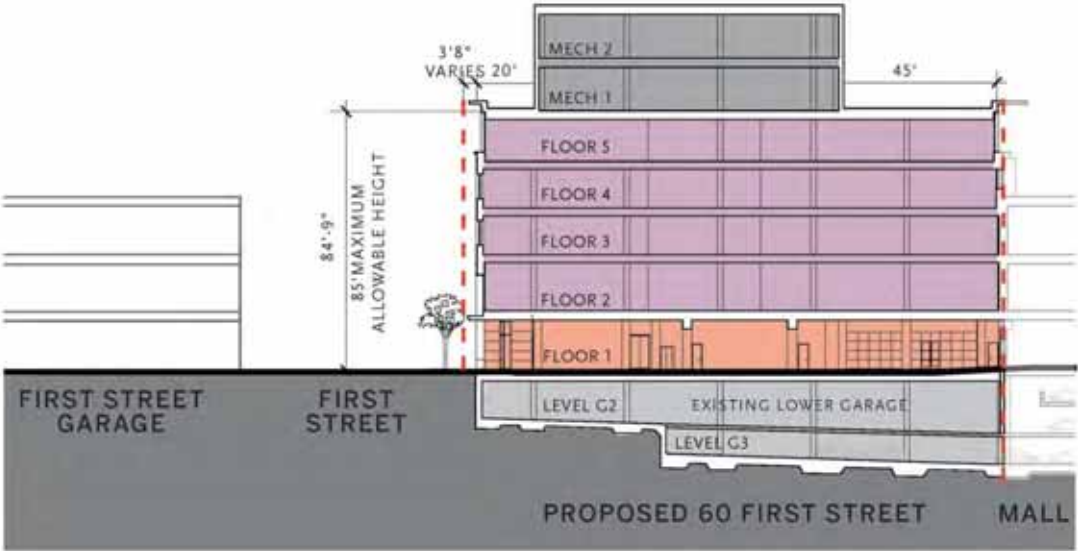 MECH 2
3'8"
VARIES 20'
45'
MECH 1
FLOOR 5
FLOOR 4
FLOOR 3
FLOOR 2
FLOOR 1
84'-9"
85'MAXIMUM
ALLOWABLE HEIGHT
FIRST STREET
GARAGE
FIRST
STREET
LEVEL G2
EXISTING LOWER GARAGE
LEVEL G3
PROPOSED 60 FIRST STREET
MALL